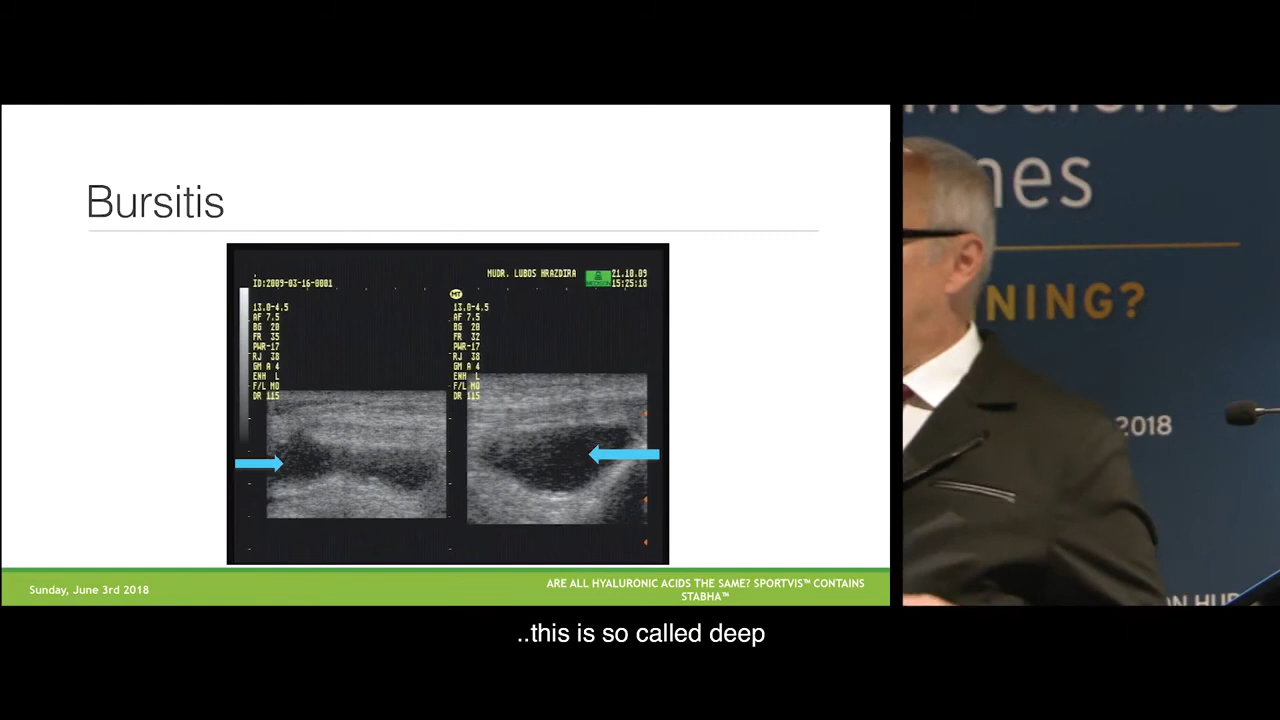 Bursitis
ID:2009-03-16-0001
MUDR. LUBOS HRAZDIRA
21.10.09
15:25:18
MT
13.0-4.5
AF 7.5
BG 20
FR 35
PWR-17
RJ 38
GM A 4
ENH L
F/L MO
DR 115
13.0-4.5
AF 7.5
BG 20
FR 32
PWR-17
RJ 38
GM A 4
ENH L
F/L MO
DR 115
Sunday, June 3rd 2018
ARE ALL HYALURONIC ACIDS THE SAME? SPORTVIS™ CONTAINS
STABHA™
NING?
2018
..this is so called deep